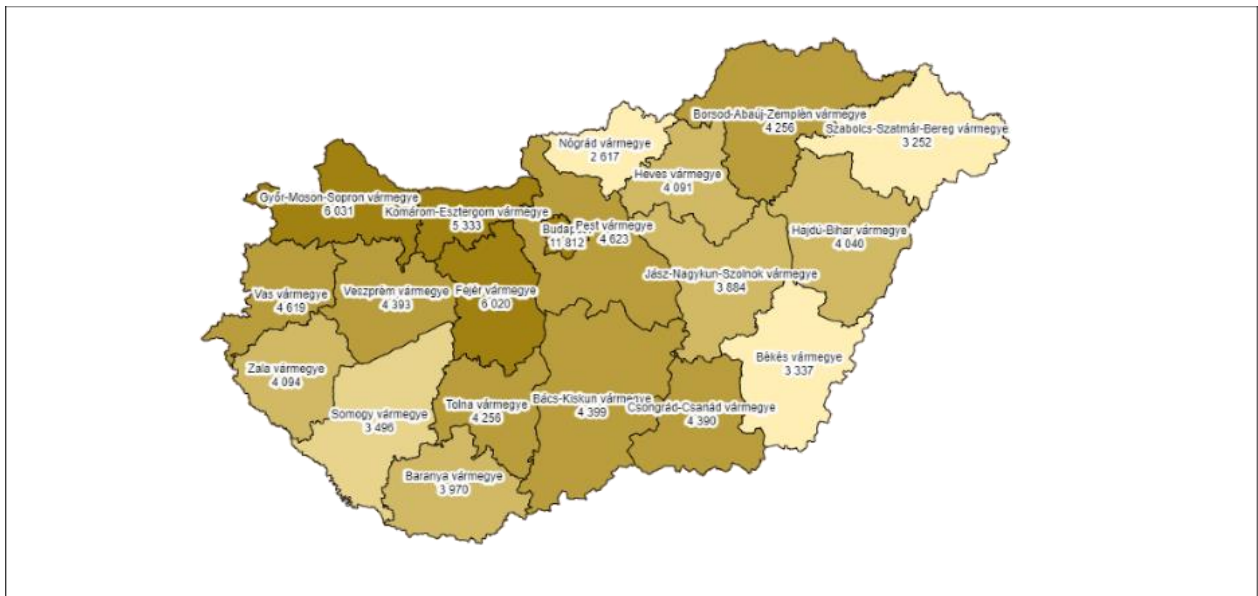 Borsod-Abaúj-Zemplén vármegye
4 256
Szabolcs-Szatmár-Bereg vármegye
3 252
Nógrád vármegye
2 617
Heves vármegye
4 091
Győr-Moson-Sopron vármegye
6 031
Komárom-Esztergom vármegye
5 333
Budapest
11 812
Pest vármegye
4 623
Hajdú-Bihar vármegye
4 040
Jász-Nagykun-Szolnok vármegye
3 884
Vas vármegye
4 619
Veszprém vármegye
4 393
Fejér vármegye
6 020
Békés vármegye
3 337
Zala vármegye
4 094
Somogy vármegye
3 496
Tolna vármegye
4 256
Bács-Kiskun vármegye
4 399
Csongrád-Csanád vármegye
4 390
Baranya vármegye
3 970